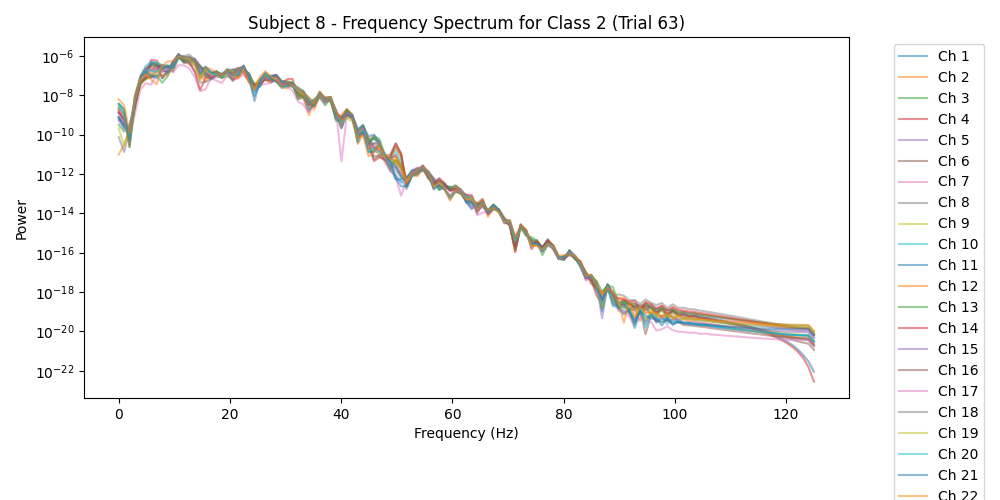 Subject 8 - Frequency Spectrum for Class 2 (Trial 63)
Power
10⁻⁶
10⁻⁸
10⁻¹⁰
10⁻¹²
10⁻¹⁴
10⁻¹⁶
10⁻¹⁸
10⁻²⁰
10⁻²²
0 20 40 60 80 100 120
Frequency (Hz)
Ch 1
Ch 2
Ch 3
Ch 4
Ch 5
Ch 6
Ch 7
Ch 8
Ch 9
Ch 10
Ch 11
Ch 12
Ch 13
Ch 14
Ch 15
Ch 16
Ch 17
Ch 18
Ch 19
Ch 20
Ch 21
Ch 22